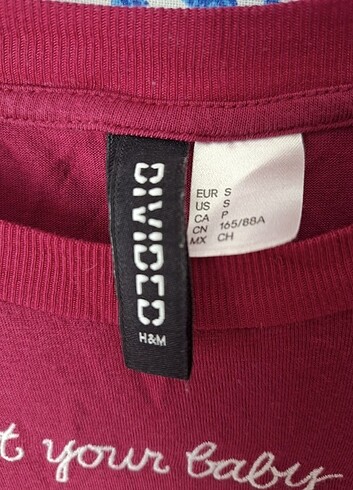 DIVIDED
H&M
EUR S
US S
CA P
CN 165/88A
MX CH
t your baby